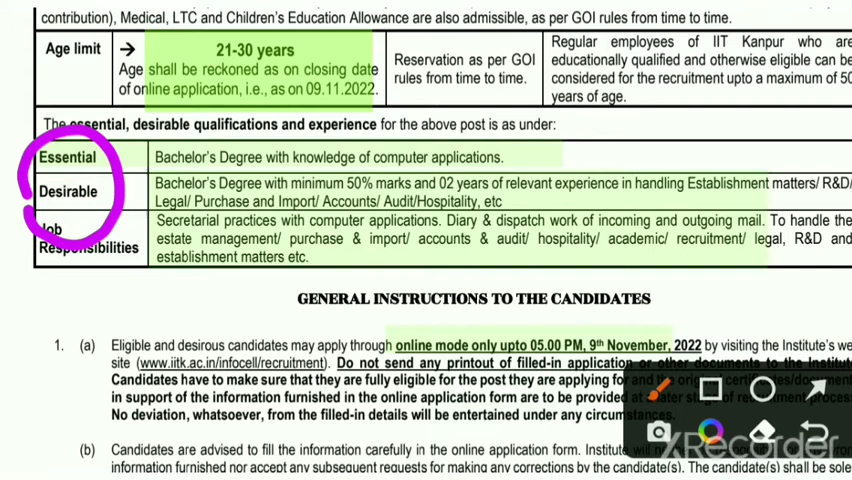 contribution), Medical, LTC and Children's Education Allowance are also admissible, as per GOI rules from time to time.
Age limit → 21-30 years
Age shall be reckoned as on closing date
of online application, i.e., as on 09.11.2022.
Reservation as per GOI
rules from time to time.
Regular employees of IIT Kanpur who are
educationally qualified and otherwise eligible can be
considered for the recruitment upto a maximum of 50
years of age.
The essential, desirable qualifications and experience for the above post is as under:
Essential Bachelor's Degree with knowledge of computer applications.
Desirable Bachelor's Degree with minimum 50% marks and 02 years of relevant experience in handling Establishment matters/ R&D/
Legal/ Purchase and Import/ Accounts/ Audit/Hospitality, etc
Job
Responsibilities
Secretarial practices with computer applications. Diary & dispatch work of incoming and outgoing mail. To handle the
estate management/ purchase & import/ accounts & audit/ hospitality/ academic/ recruitment/ legal, R&D and
establishment matters etc.
GENERAL INSTRUCTIONS TO THE CANDIDATES
1. (a) Eligible and desirous candidates may apply through online mode only upto 05.00 PM, 9th November, 2022 by visiting the Institute's we
site (www.iitk.ac.in/infocell/recruitment). Do not send any printout of filled-in application or other documents to the Institut
Candidates have to make sure that they are fully eligible for the post they are applying for and the
in support of the information furnished in the online application form are to be provided at
No deviation, whatsoever, from the filled-in details will be entertained under any circumstances.
(b) Candidates are advised to fill the information carefully in the online application form. Institute will
information furnished nor accept any subsequent requests for making any corrections by the candidate(s). The candidate(s) shall be sole
XRecorder